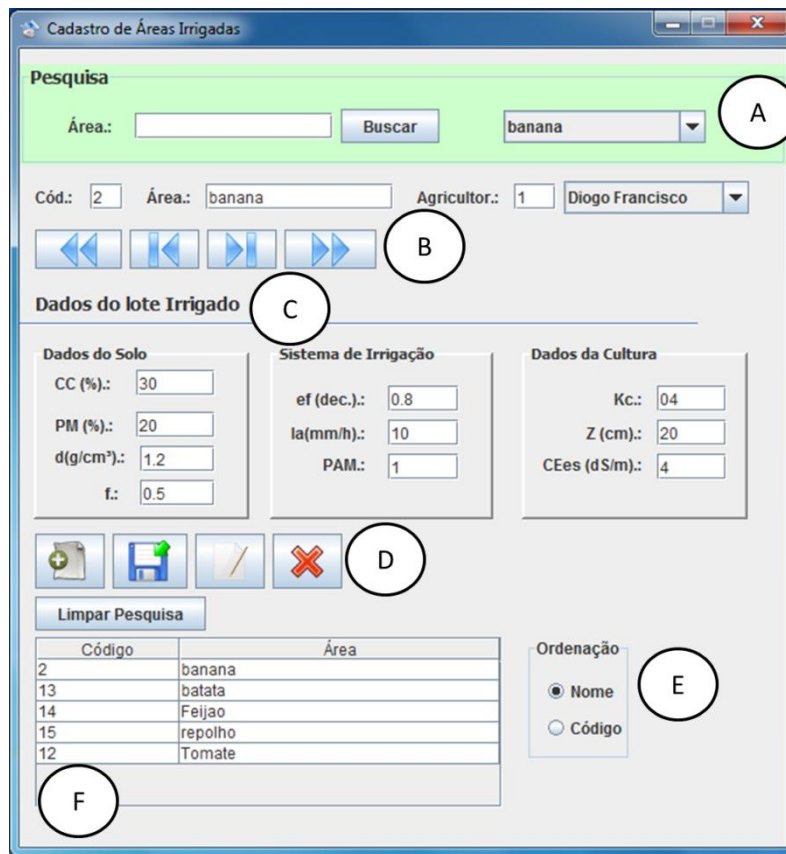 Cadastro de Áreas Irrigadas
Pesquisa
Área.: Buscar banana
A
Cód.: 2 Área.: banana Agricultor.: 1 Diogo Francisco
B
Dados do lote Irrigado
C
Dados do Solo
CC (%).: 30
PM (%).: 20
d(g/cm³).: 1.2
f.: 0.5
Sistema de Irrigação
ef (dec.).: 0.8
Ia(mm/h).: 10
PAM.: 1
Dados da Cultura
Kc.: 04
Z (cm).: 20
CEes (dS/m).: 4
D
Limpar Pesquisa
Código Área
2 banana
13 batata
14 Feijao
15 repolho
12 Tomate
F
Ordenação
Nome
Código
E